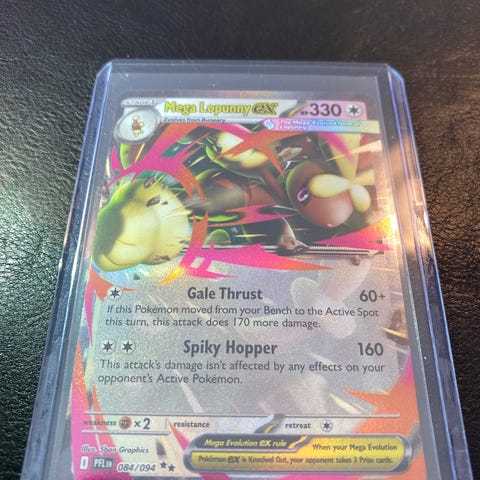 STAGE 1
Mega Lopunny ex HP 330
Evolves from Buneary
The Mega-Evolved form of
Lopunny.
Gale Thrust 60+
If this Pokémon moved from your Bench to the Active Spot
this turn, this attack does 170 more damage.
Spiky Hopper 160
This attack's damage isn't affected by any effects on your
opponent's Active Pokémon.
weakness ×2 resistance retreat
Illus. 5ban Graphics
Mega Evolution ex rule When your Mega Evolution
Pokémon ex is Knocked Out, your opponent takes 3 Prize cards.
I PFL EN 084/094